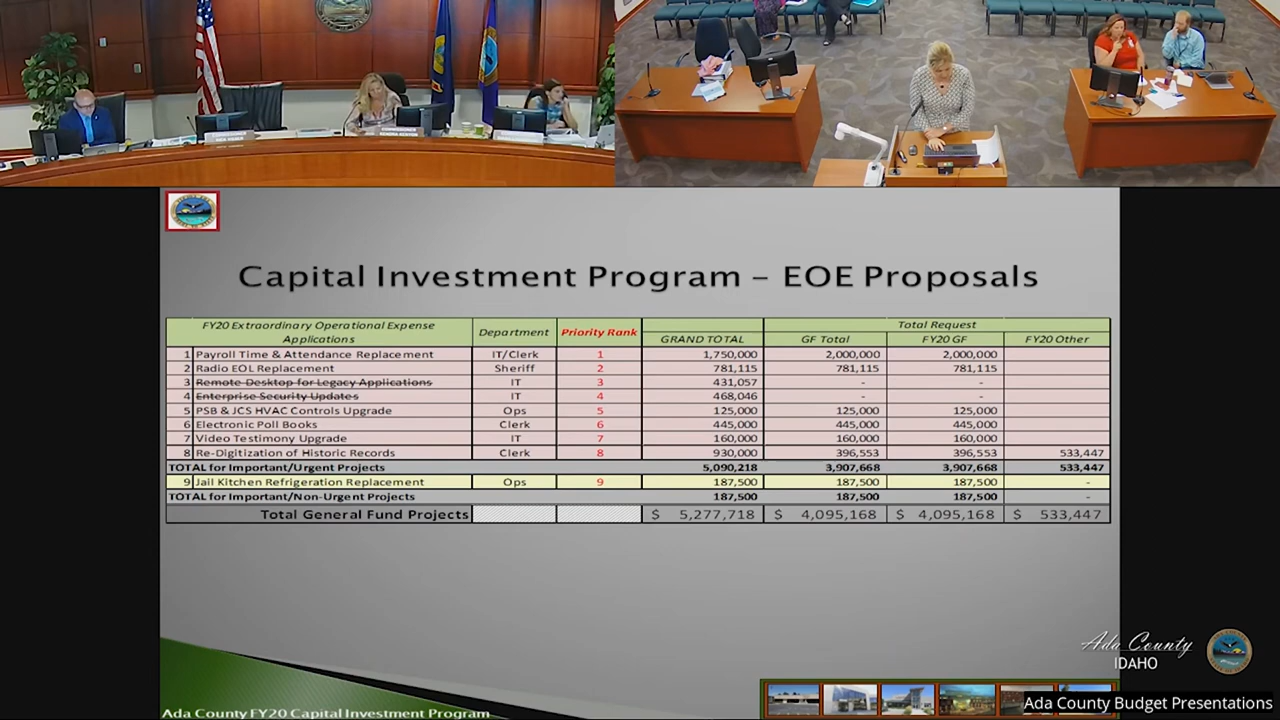 Capital Investment Program – EOE Proposals
FY20 Extraordinary Operational Expense Applications Department Priority Rank Total Request
GRAND TOTAL GF Total FY20 GF FY20 Other
1 Payroll Time & Attendance Replacement IT/Clerk 1 1,750,000 2,000,000 2,000,000
2 Radio EOL Replacement Sheriff 2 781,115 781,115 781,115
3 Remote Desktop for Legacy Applications IT 3 431,057 - -
4 Enterprise Security Updates IT 4 468,046 - -
5 PSB & JCS HVAC Controls Upgrade Ops 5 125,000 125,000 125,000
6 Electronic Poll Books Clerk 6 445,000 445,000 445,000
7 Video Testimony Upgrade IT 7 160,000 160,000 160,000
8 Re-Digitization of Historic Records Clerk 8 930,000 396,553 396,553 533,447
TOTAL for Important/Urgent Projects 5,090,218 3,907,668 3,907,668 533,447
9 Jail Kitchen Refrigeration Replacement Ops 9 187,500 187,500 187,500 -
TOTAL for Important/Non-Urgent Projects 187,500 187,500 187,500 -
Total General Fund Projects $ 5,277,718 $ 4,095,168 $ 4,095,168 $ 533,447
Ada County
IDAHO
Ada County Budget Presentations
Ada County FY20 Capital Investment Program